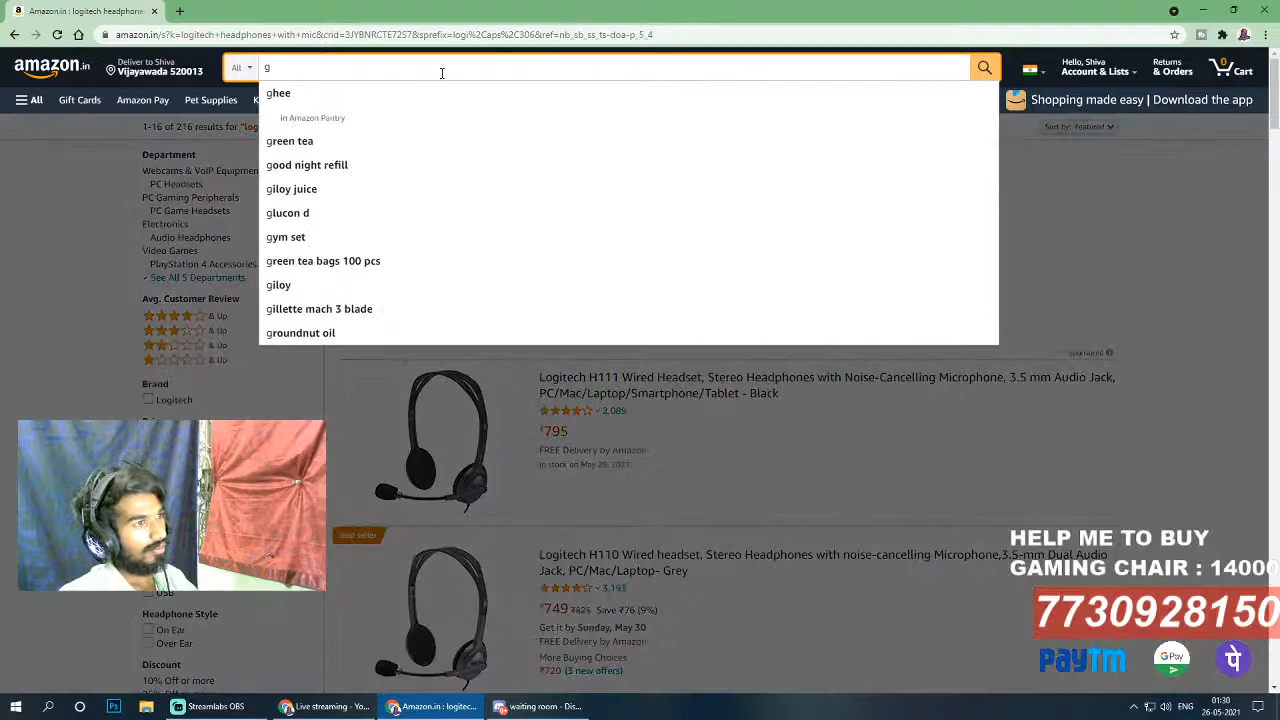 Amazon.in : logitech headphones
amazon.in/s?k=logitech+headphones+with+mic&crid=3JYBNRCTE72S7&sprefix=logi%2Caps%2C306&ref=nb_sb_ss_ts-doa-p_5_4
amazon.in
Deliver to Shiva
Vijayawada 520013
All
g
Hello, Shiva
Account & Lists
Returns
& Orders
0
Cart
All
Gift Cards
Amazon Pay
Shopping made easy | Download the app
ghee
in Amazon Pantry
green tea
good night refill
giloy juice
glucon d
gym set
green tea bags 100 pcs
giloy
gillette mach 3 blade
groundnut oil
1-16 of 216 results for "log
Sort by: Featured
Department
Webcams & VoIP Equipmen
PC Headsets
PC Gaming Peripherals
PC Game Headsets
Electronics
Audio Headphones
Video Games
PlayStation 4 Accessories
See All 5 Departments
Avg. Customer Review
& Up
& Up
& Up
& Up
Brand
Logitech
USB
Headphone Style
On Ear
Over Ear
Discount
10% Off or more
Sponsored
Logitech H111 Wired Headset, Stereo Headphones with Noise-Cancelling Microphone, 3.5 mm Audio Jack,
PC/Mac/Laptop/Smartphone/Tablet - Black
2,089
₹795
FREE Delivery by Amazon
in stock on May 29, 2021.
Best seller
Logitech H110 Wired headset, Stereo Headphones with noise-cancelling Microphone,3.5-mm Dual Audio
Jack, PC/Mac/Laptop- Grey
3,193
₹749 ₹825 Save ₹76 (9%)
Get it by Sunday, May 30
FREE Delivery by Amazon
More Buying Choices
₹720 (3 new offers)
HELP ME TO BUY
GAMING CHAIR : 14000
7730928150
PAYTM
G Pay
Streamlabs OBS
Live streaming - You...
Amazon.in : logitec...
waiting room - Dis...
01:30
26-05-2021